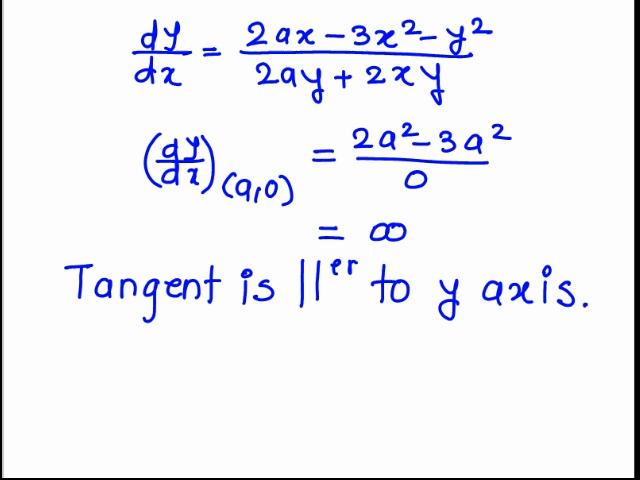 dy/dx = (2ax − 3x² − y²)/(2ay + 2xy)
(dy/dx)(a,0) = (2a² − 3a²)/0
= ∞
Tangent is ||er to y axis.